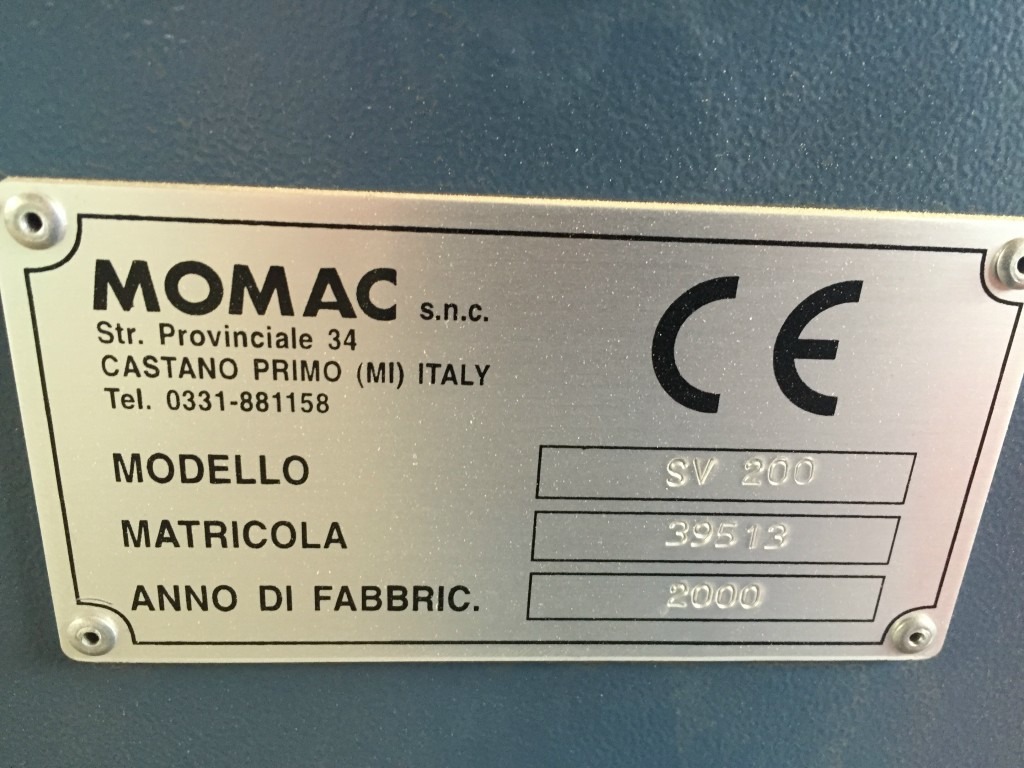 MOMAC s.n.c.
Str. Provinciale 34
CASTANO PRIMO (MI) ITALY
Tel. 0331-881158
CE
MODELLO SV 200
MATRICOLA 39513
ANNO DI FABBRIC. 2000